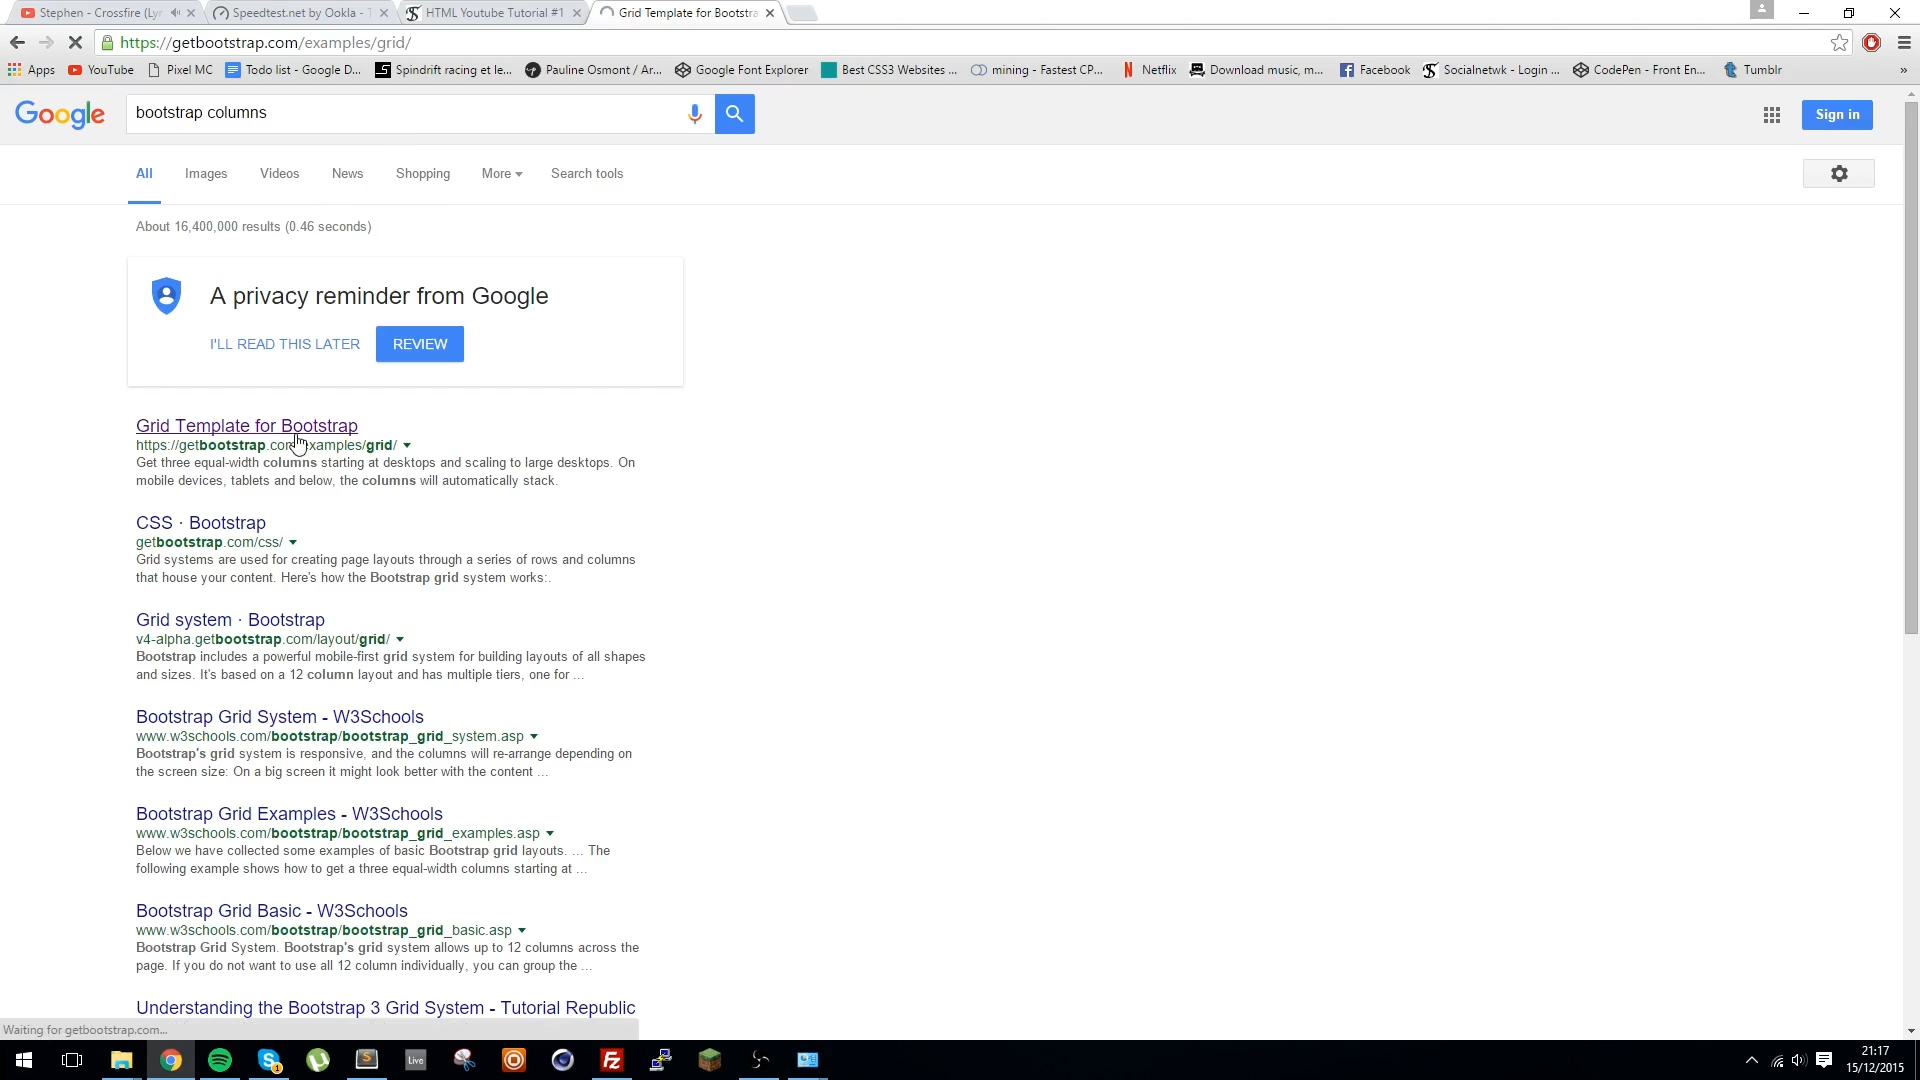 Stephen - Crossfire (Lyr
Speedtest.net by Ookla - T
HTML Youtube Tutorial #1
Grid Template for Bootstra
https://getbootstrap.com/examples/grid/
Apps
YouTube
Pixel MC
Todo list - Google D...
Spindrift racing et le...
Pauline Osmont / Ar...
Google Font Explorer
Best CSS3 Websites ...
mining - Fastest CP...
Netflix
Download music, m...
Facebook
Socialnetwk - Login ...
CodePen - Front En...
Tumblr
»
Google
bootstrap columns
Sign in
All
Images
Videos
News
Shopping
More
Search tools
About 16,400,000 results (0.46 seconds)
A privacy reminder from Google
I'LL READ THIS LATER
REVIEW
Grid Template for Bootstrap
https://getbootstrap.com/examples/grid/
Get three equal-width columns starting at desktops and scaling to large desktops. On
mobile devices, tablets and below, the columns will automatically stack.
CSS · Bootstrap
getbootstrap.com/css/
Grid systems are used for creating page layouts through a series of rows and columns
that house your content. Here's how the Bootstrap grid system works:.
Grid system · Bootstrap
v4-alpha.getbootstrap.com/layout/grid/
Bootstrap includes a powerful mobile-first grid system for building layouts of all shapes
and sizes. It's based on a 12 column layout and has multiple tiers, one for ...
Bootstrap Grid System - W3Schools
www.w3schools.com/bootstrap/bootstrap_grid_system.asp
Bootstrap's grid system is responsive, and the columns will re-arrange depending on
the screen size: On a big screen it might look better with the content ...
Bootstrap Grid Examples - W3Schools
www.w3schools.com/bootstrap/bootstrap_grid_examples.asp
Below we have collected some examples of basic Bootstrap grid layouts. ... The
following example shows how to get a three equal-width columns starting at ...
Bootstrap Grid Basic - W3Schools
www.w3schools.com/bootstrap/bootstrap_grid_basic.asp
Bootstrap Grid System. Bootstrap's grid system allows up to 12 columns across the
page. If you do not want to use all 12 column individually, you can group the ...
Understanding the Bootstrap 3 Grid System - Tutorial Republic
Waiting for getbootstrap.com...
Live
21:17
15/12/2015